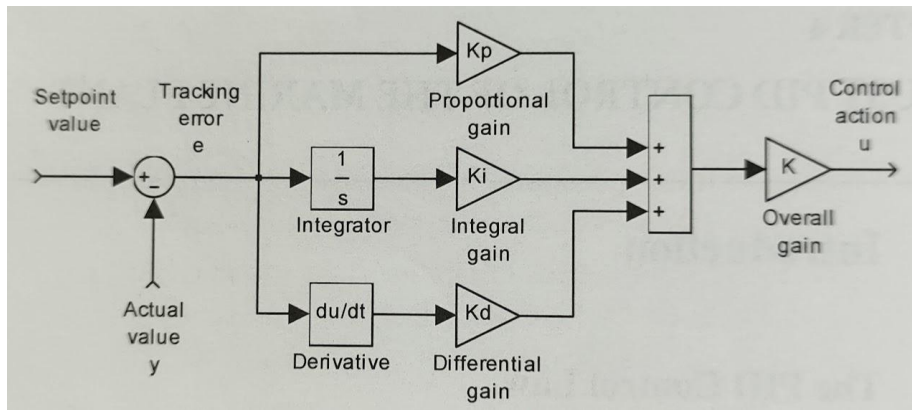 Setpoint
value
Tracking
error
e
+
-
Actual
value
y
Kp
Proportional
gain
1
s
Integrator
Ki
Integral
gain
du/dt
Derivative
Kd
Differential
gain
+
+
+
K
Overall
gain
Control
action
u